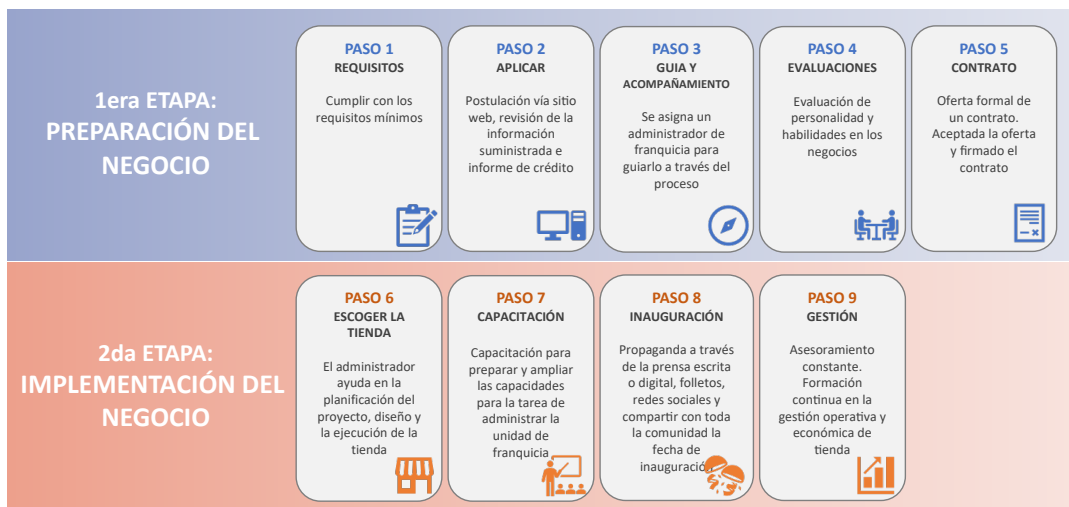 1era ETAPA:
PREPARACIÓN DEL
NEGOCIO
PASO 1
REQUISITOS
Cumplir con los
requisitos mínimos
PASO 2
APLICAR
Postulación vía sitio
web, revisión de la
información
suministrada e
informe de crédito
PASO 3
GUIA Y
ACOMPAÑAMIENTO
Se asigna un
administrador de
franquicia para
guiarlo a través del
proceso
PASO 4
EVALUACIONES
Evaluación de
personalidad y
habilidades en los
negocios
PASO 5
CONTRATO
Oferta formal de
un contrato.
Aceptada la oferta
y firmado el
contrato
2da ETAPA:
IMPLEMENTACIÓN DEL
NEGOCIO
PASO 6
ESCOGER LA
TIENDA
El administrador
ayuda en la
planificación del
proyecto, diseño y
la ejecución de la
tienda
PASO 7
CAPACITACIÓN
Capacitación para
preparar y ampliar
las capacidades
para la tarea de
administrar la
unidad de
franquicia
PASO 8
INAUGURACIÓN
Propaganda a través
de la prensa escrita
o digital, folletos,
redes sociales y
compartir con toda
la comunidad la
fecha de
inauguración
PASO 9
GESTIÓN
Asesoramiento
constante.
Formación
continua en la
gestión operativa y
económica de
tienda